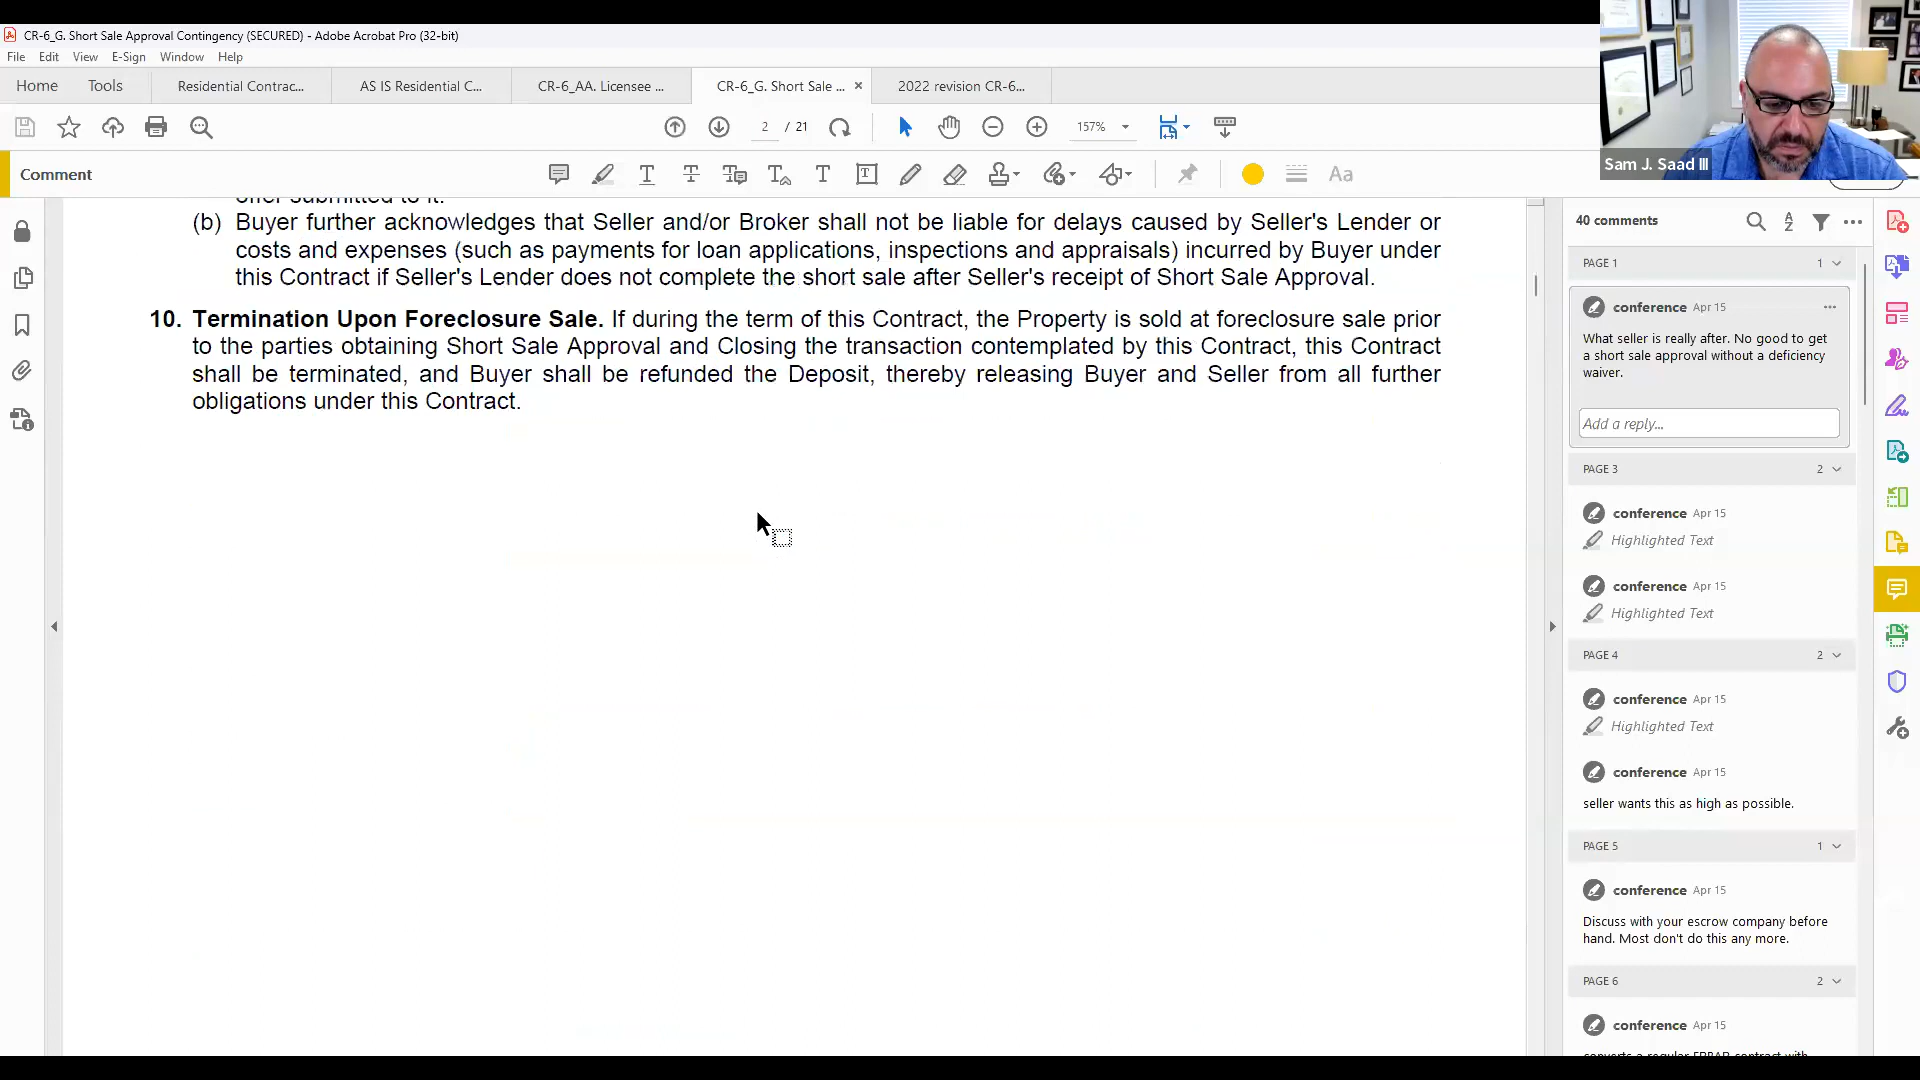 CR-6_G. Short Sale Approval Contingency (SECURED) - Adobe Acrobat Pro (32-bit)
File Edit View E-Sign Window Help
Home Tools Residential Contrac... AS IS Residential C... CR-6_AA. Licensee ... CR-6_G. Short Sale ... × 2022 revision CR-6...
2 / 21 157%
Comment
Aa
Sam J. Saad III
offer submitted to it.
(b) Buyer further acknowledges that Seller and/or Broker shall not be liable for delays caused by Seller's Lender or
costs and expenses (such as payments for loan applications, inspections and appraisals) incurred by Buyer under
this Contract if Seller's Lender does not complete the short sale after Seller's receipt of Short Sale Approval.
10. Termination Upon Foreclosure Sale. If during the term of this Contract, the Property is sold at foreclosure sale prior
to the parties obtaining Short Sale Approval and Closing the transaction contemplated by this Contract, this Contract
shall be terminated, and Buyer shall be refunded the Deposit, thereby releasing Buyer and Seller from all further
obligations under this Contract.
40 comments
PAGE 1 1
conference Apr 15
What seller is really after. No good to get
a short sale approval without a deficiency
waiver.
Add a reply...
PAGE 3 2
conference Apr 15
Highlighted Text
conference Apr 15
Highlighted Text
PAGE 4 2
conference Apr 15
Highlighted Text
conference Apr 15
seller wants this as high as possible.
PAGE 5 1
conference Apr 15
Discuss with your escrow company before
hand. Most don't do this any more.
PAGE 6 2
conference Apr 15
converts a regular FRBAR contract with